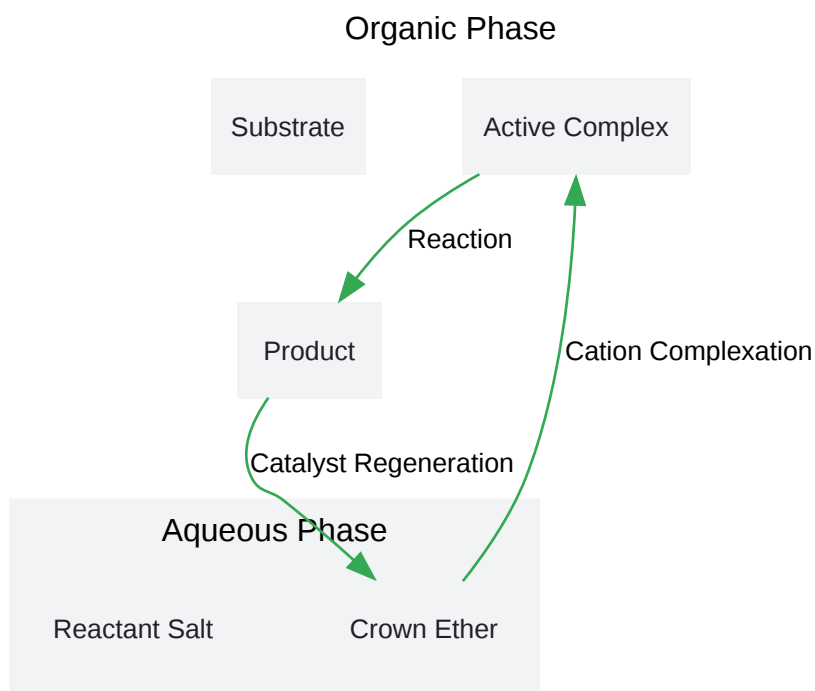 Organic Phase
Substrate
Active Complex
Reaction
Product
Cation Complexation
Catalyst Regeneration
Aqueous Phase
Reactant Salt
Crown Ether